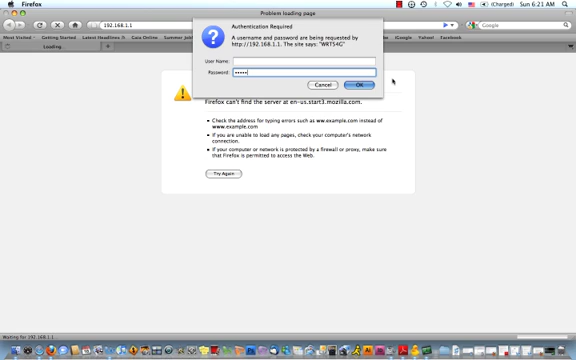 Firefox
(Charged)
Sun 6:21 AM
Problem loading page
192.168.1.1
Google
Most Visited
Getting Started
Latest Headlines
Gaia Online
iGoogle
Yahoo!
Facebook
Loading...
Authentication Required
A username and password are being requested by
http://192.168.1.1. The site says: "WRT54G"
User Name:
Password:
Cancel
OK
Firefox can't find the server at en-us.start3.mozilla.com.
• Check the address for typing errors such as ww.example.com instead of
www.example.com
• If you are unable to load any pages, check your computer's network
connection.
• If your computer or network is protected by a firewall or proxy, make sure
that Firefox is permitted to access the Web.
Try Again
Waiting for 192.168.1.1